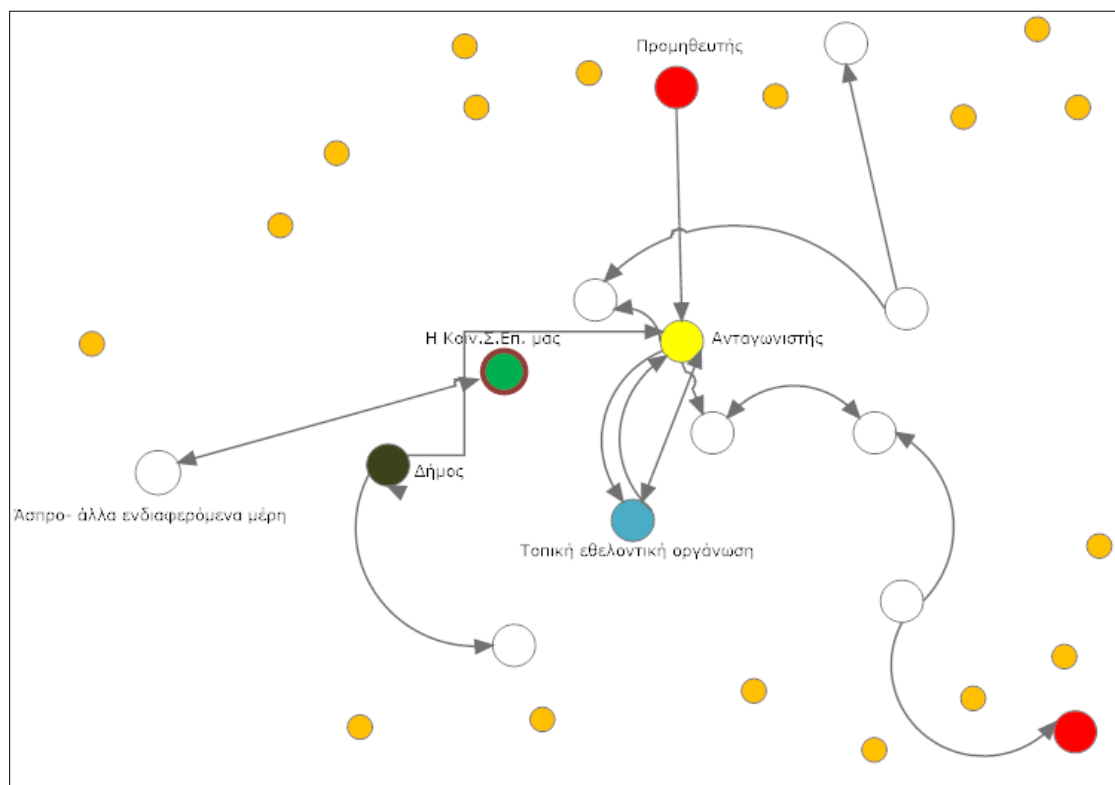 Προμηθευτής
Η Κοιν.Σ.Επ. μας
Ανταγωνιστής
Δήμος
Άσπρο- άλλα ενδιαφερόμενα μέρη
Τοπική εθελοντική οργάνωση